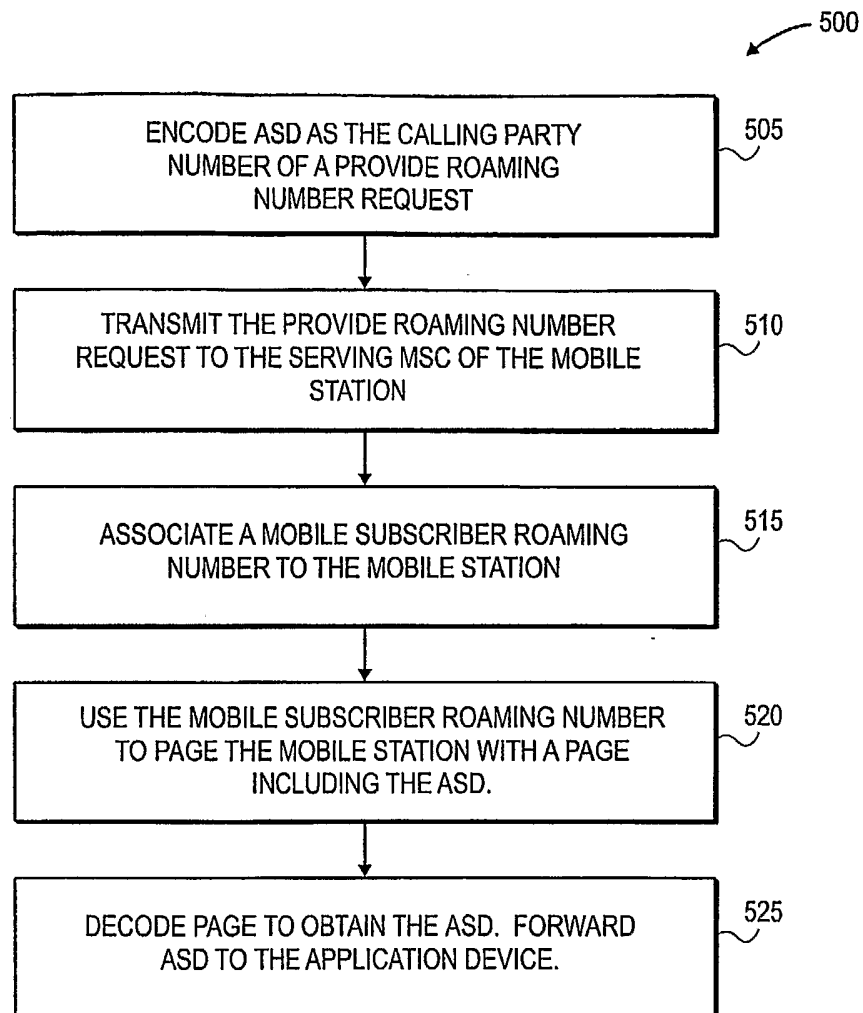 500
ENCODE ASD AS THE CALLING PARTY
NUMBER OF A PROVIDE ROAMING
NUMBER REQUEST
505
TRANSMIT THE PROVIDE ROAMING NUMBER
REQUEST TO THE SERVING MSC OF THE MOBILE
STATION
510
ASSOCIATE A MOBILE SUBSCRIBER ROAMING
NUMBER TO THE MOBILE STATION
515
USE THE MOBILE SUBSCRIBER ROAMING NUMBER
TO PAGE THE MOBILE STATION WITH A PAGE
INCLUDING THE ASD.
520
DECODE PAGE TO OBTAIN THE ASD. FORWARD
ASD TO THE APPLICATION DEVICE.
525